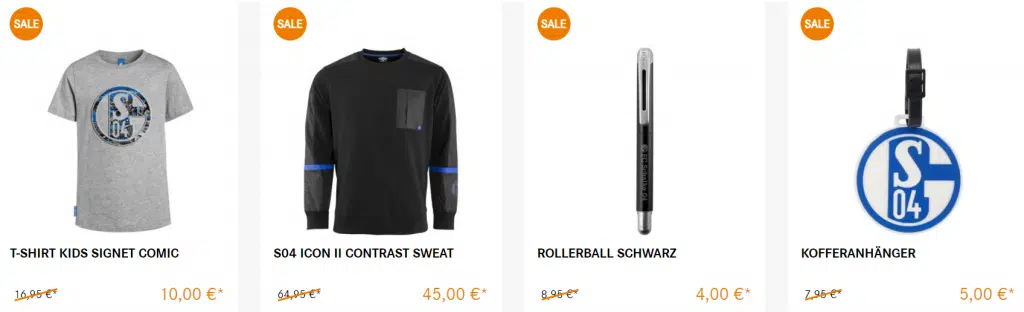 SALE
SALE
SALE
SALE
S
04
S
04
T-SHIRT KIDS SIGNET COMIC
S04 ICON II CONTRAST SWEAT
ROLLERBALL SCHWARZ
KOFFERANHÄNGER
16,95 €* 10,00 €*
64,95 €* 45,00 €*
8,95 €* 4,00 €*
7,95 €* 5,00 €*